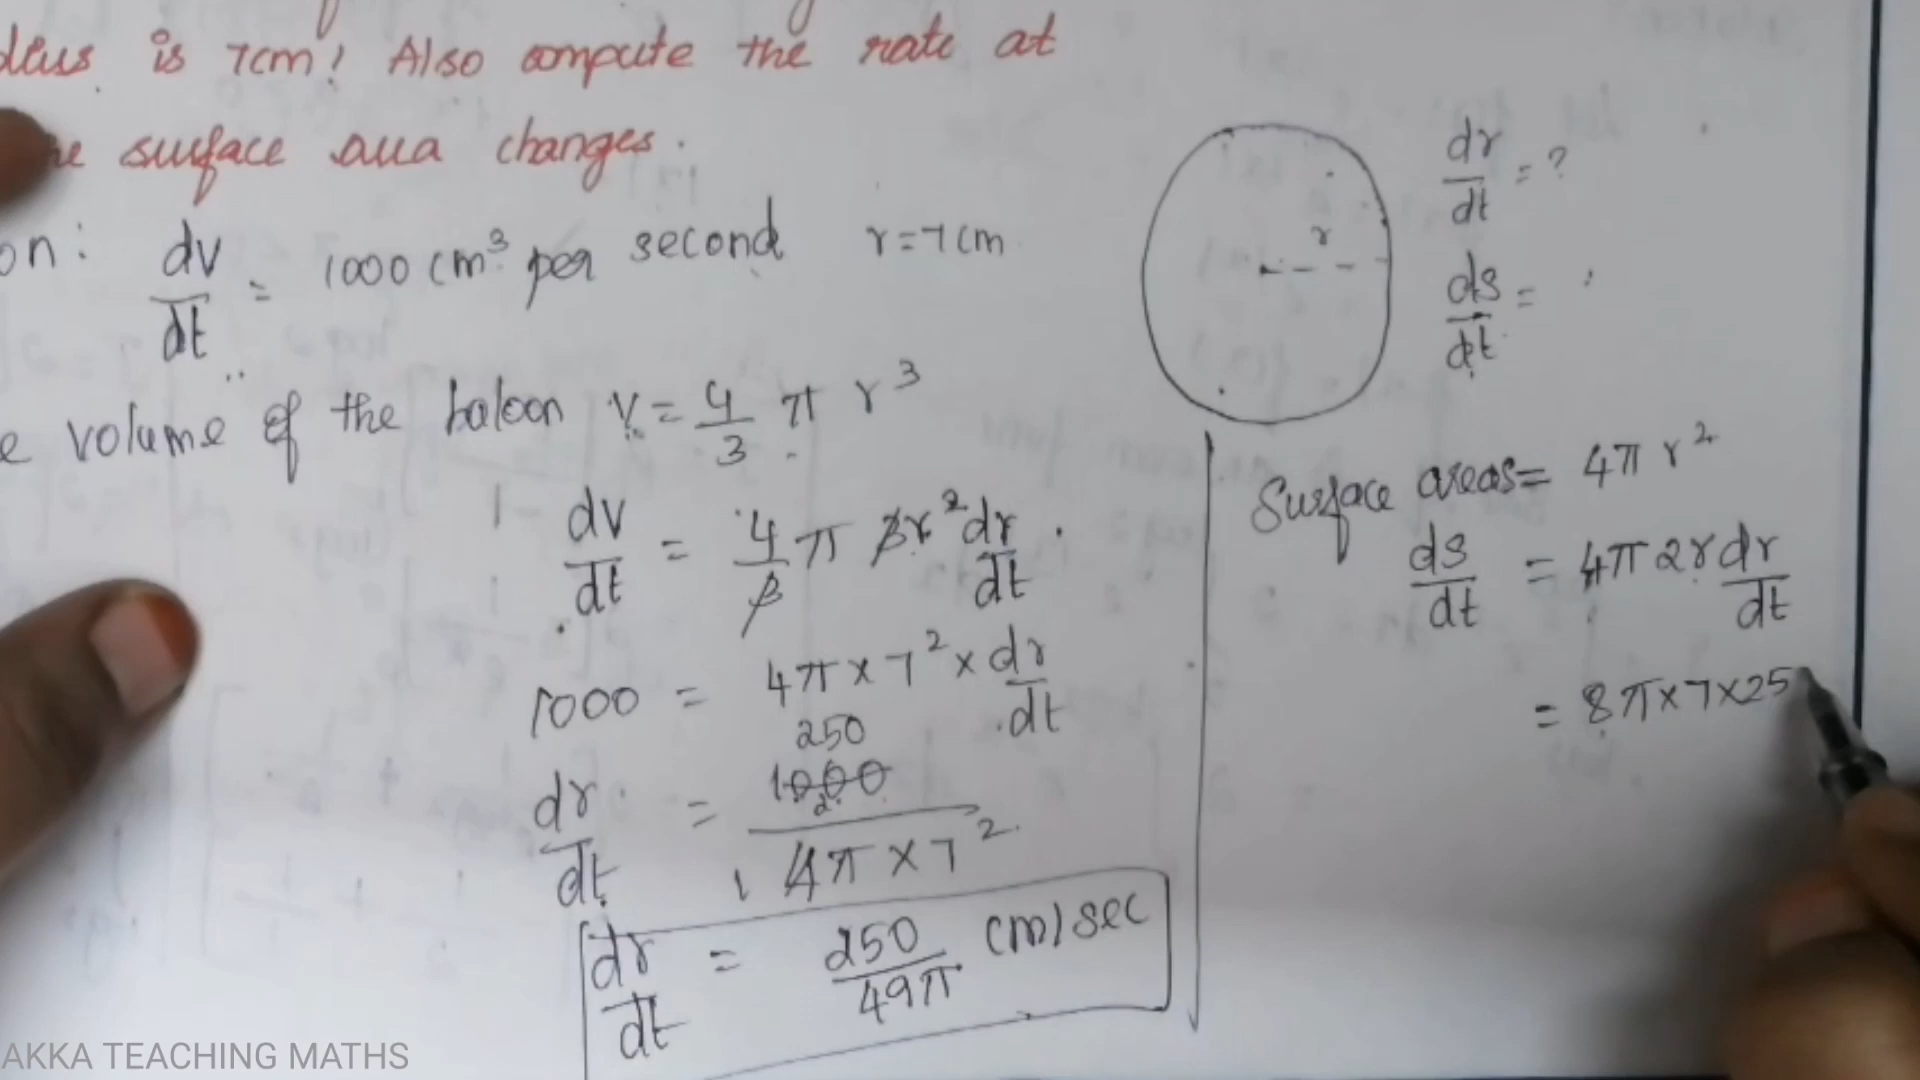 is 7cm? Also compute the rate at
surface area changes.
on: dv/dt = 1000 cm³ per second r=7cm
dr/dt = ?
ds/dt =
r
volume of the baloon V = 4/3 π r³
dv/dt = 4/3 π 3r² dr/dt
1000 = 4π × 7² × dr/dt
dr/dt = 250 1000 / 4π × 7²
dr/dt = 250/49π cm/sec
Surface area S = 4π r²
ds/dt = 4π 2r dr/dt
= 8π × 7 × 25
AKKA TEACHING MATHS